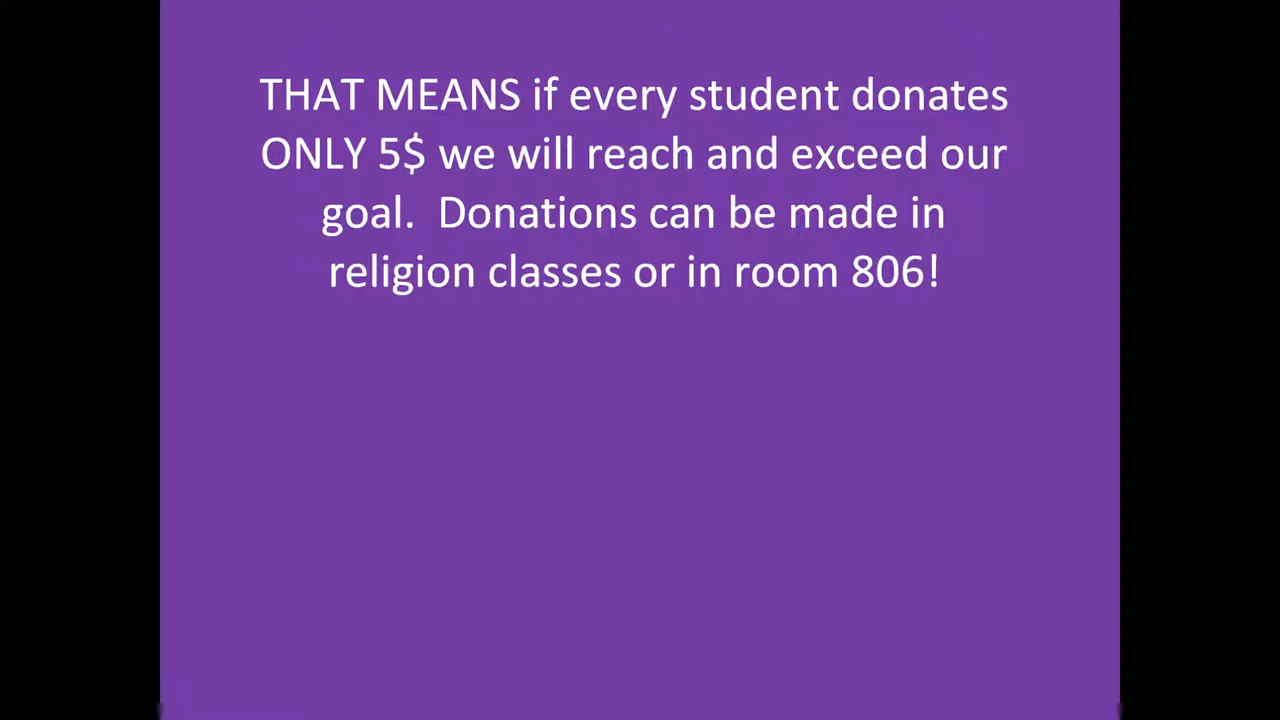 THAT MEANS if every student donates
ONLY 5$ we will reach and exceed our
goal.  Donations can be made in
religion classes or in room 806!